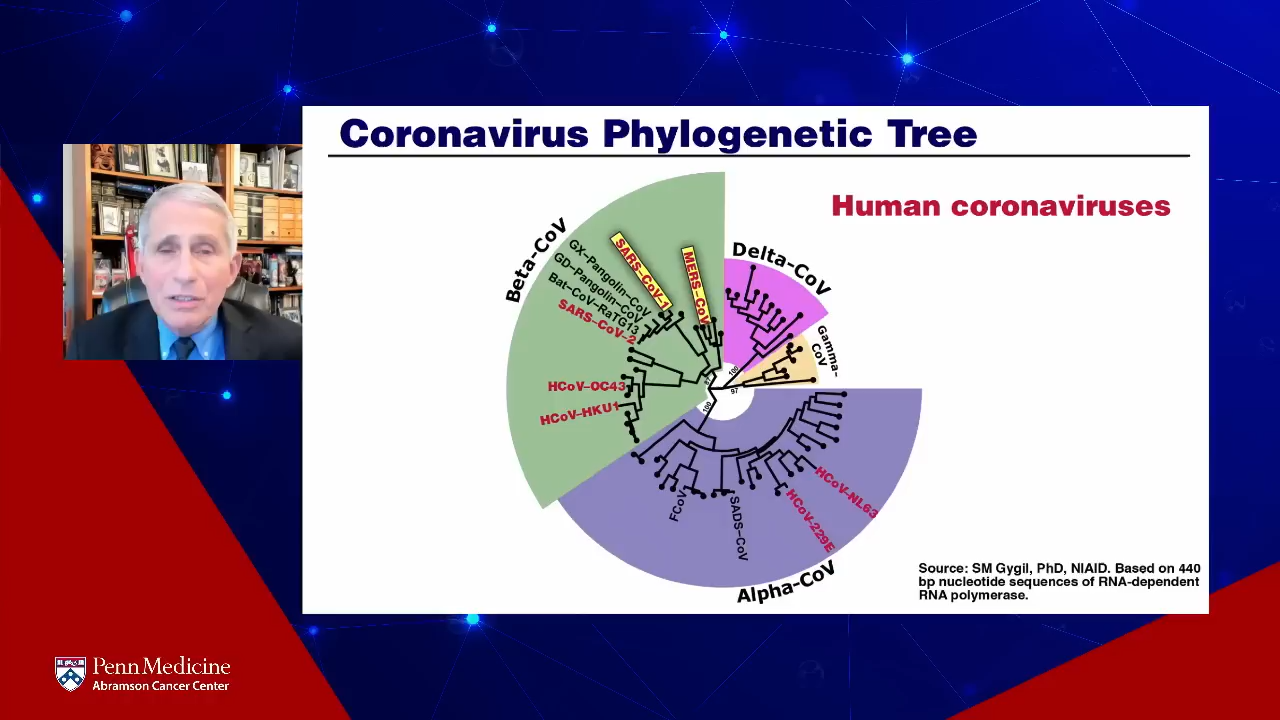 Coronavirus Phylogenetic Tree
Human coronaviruses
Beta-CoV
GX-Pangolin-CoV
GD-Pangolin-CoV
Bat-CoV-RaTG13
SARS-CoV-2
SARS-CoV-1
MERS-CoV
HCoV-OC43
HCoV-HKU1
Delta-CoV
Gamma-
CoV
100
97
100
FCoV
SADS-CoV
HCoV-229E
HCoV-NL63
Alpha-CoV
Source: SM Gygil, PhD, NIAID. Based on 440
bp nucleotide sequences of RNA-dependent
RNA polymerase.
Penn Medicine
Abramson Cancer Center